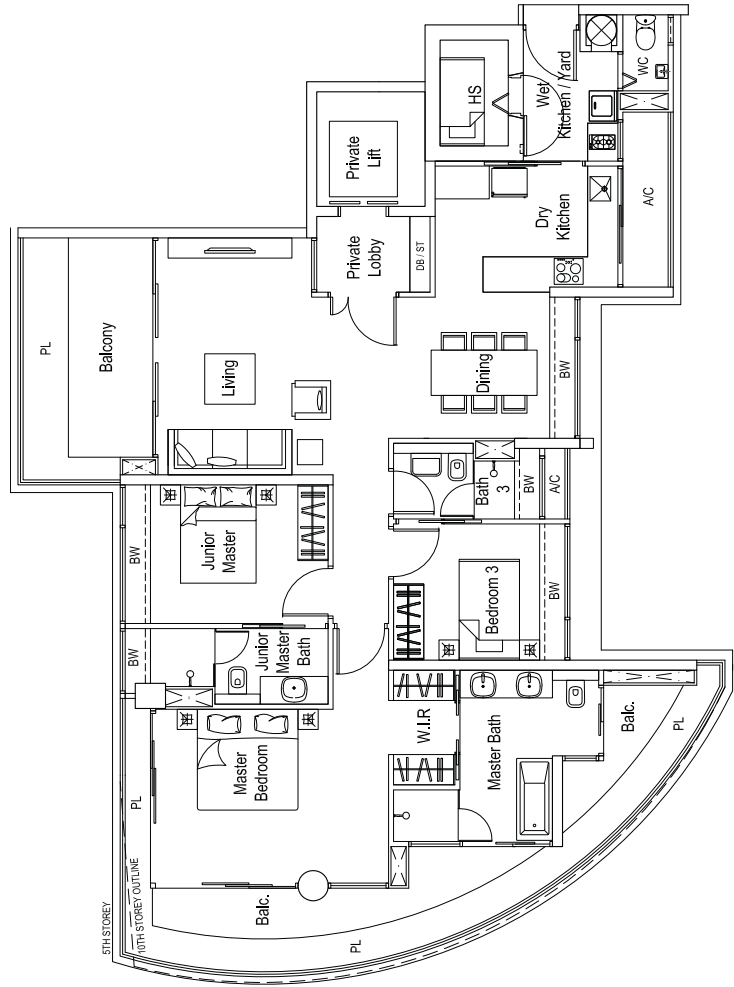 WC
Wet
Kitchen / Yard
HS
Private
Lift
A/C
Dry
Kitchen
Private
Lobby
DB / ST
PL
Balcony
Living
Dining
BW
X
Bath
3
BW
A/C
BW
Junior
Master
Bedroom 3
BW
BW
Junior
Master
Bath
W.I.R
Master Bath
Balc.
PL
Master
Bedroom
PL
5TH STOREY
10TH STOREY OUTLINE
Balc.
PL